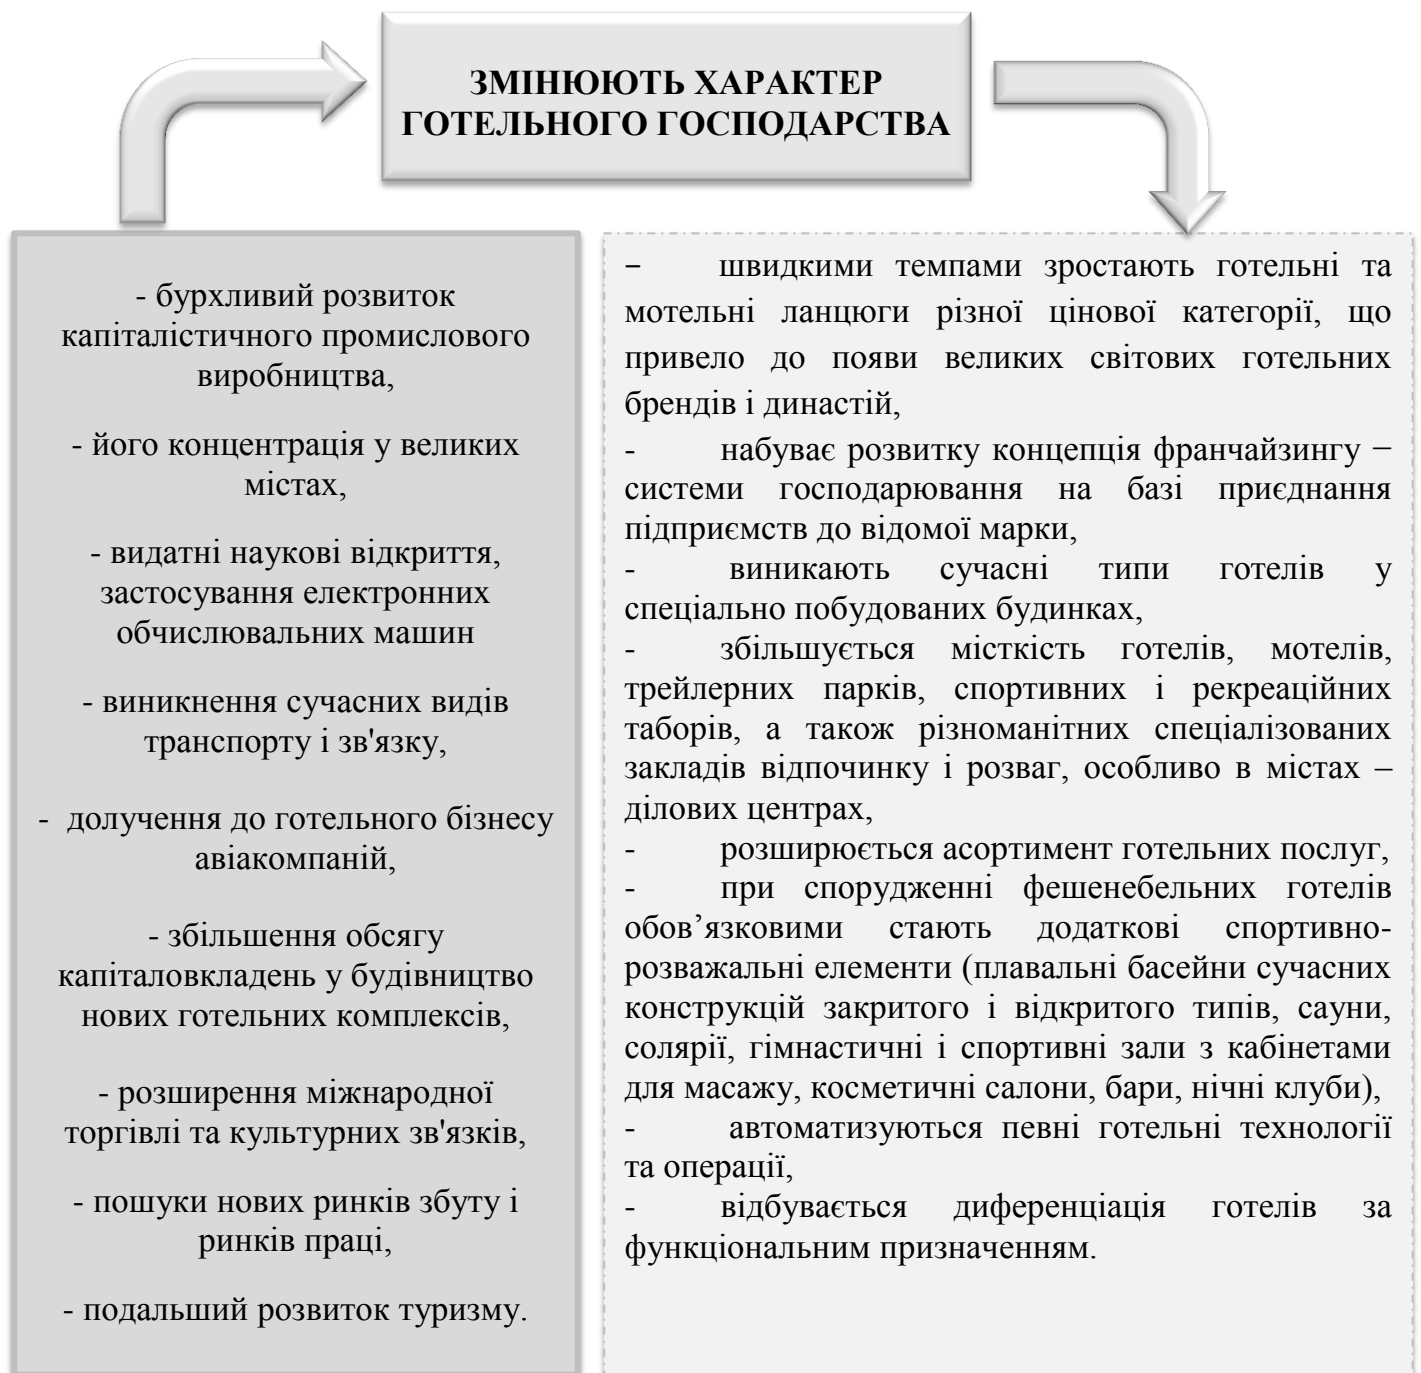 ЗМІНЮЮТЬ ХАРАКТЕР
ГОТЕЛЬНОГО ГОСПОДАРСТВА
- бурхливий розвиток
капіталістичного промислового
виробництва,
- його концентрація у великих
містах,
- видатні наукові відкриття,
застосування електронних
обчислювальних машин
- виникнення сучасних видів
транспорту і зв'язку,
- долучення до готельного бізнесу
авіакомпаній,
- збільшення обсягу
капіталовкладень у будівництво
нових готельних комплексів,
- розширення міжнародної
торгівлі та культурних зв'язків,
- пошуки нових ринків збуту і
ринків праці,
- подальший розвиток туризму.
– швидкими темпами зростають готельні та
мотельні ланцюги різної цінової категорії, що
привело до появи великих світових готельних
брендів і династій,
- набуває розвитку концепція франчайзингу –
системи господарювання на базі приєднання
підприємств до відомої марки,
- виникають сучасні типи готелів у
спеціально побудованих будинках,
- збільшується місткість готелів, мотелів,
трейлерних парків, спортивних і рекреаційних
таборів, а також різноманітних спеціалізованих
закладів відпочинку і розваг, особливо в містах –
ділових центрах,
- розширюється асортимент готельних послуг,
- при спорудженні фешенебельних готелів
обов’язковими стають додаткові спортивно-
розважальні елементи (плавальні басейни сучасних
конструкцій закритого і відкритого типів, сауни,
солярії, гімнастичні і спортивні зали з кабінетами
для масажу, косметичні салони, бари, нічні клуби),
- автоматизуються певні готельні технології
та операції,
- відбувається диференціація готелів за
функціональним призначенням.